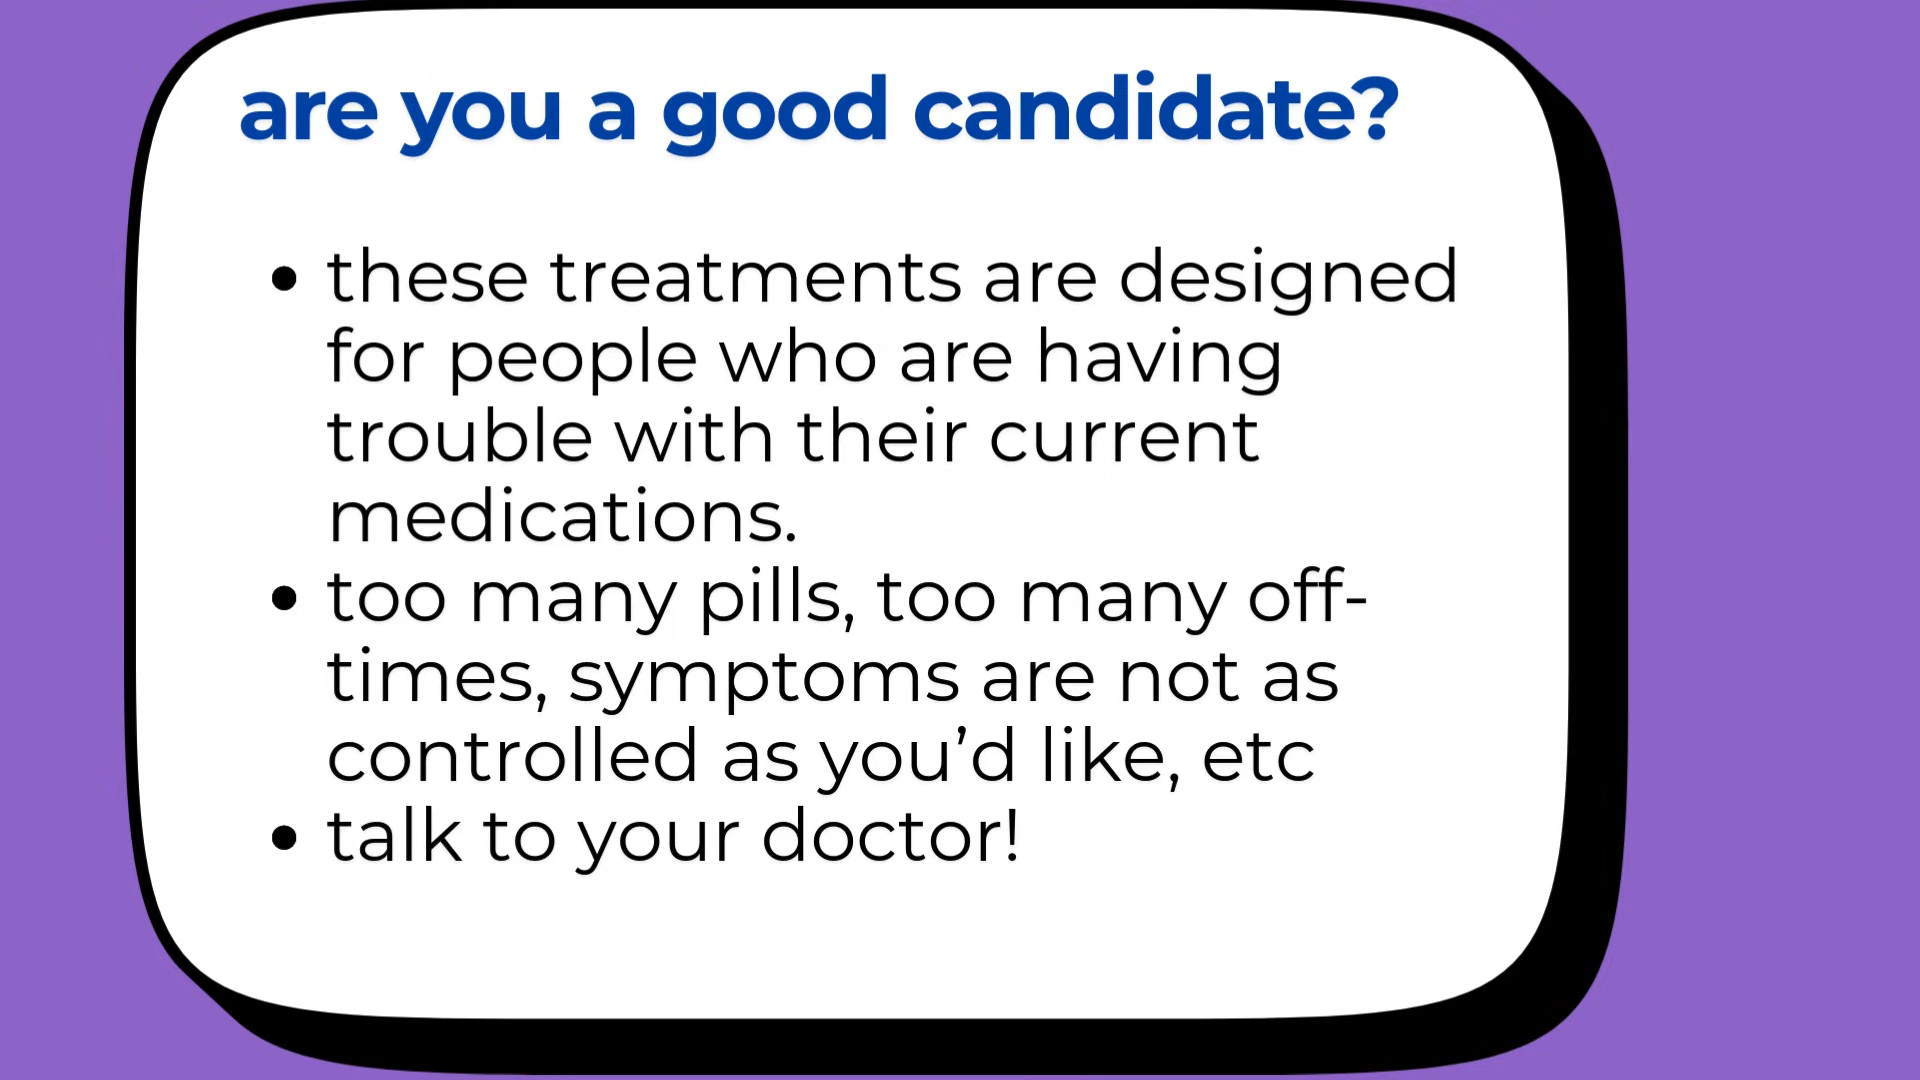 are you a good candidate?
• these treatments are designed
for people who are having
trouble with their current
medications.
• too many pills, too many off-
times, symptoms are not as
controlled as you’d like, etc
• talk to your doctor!